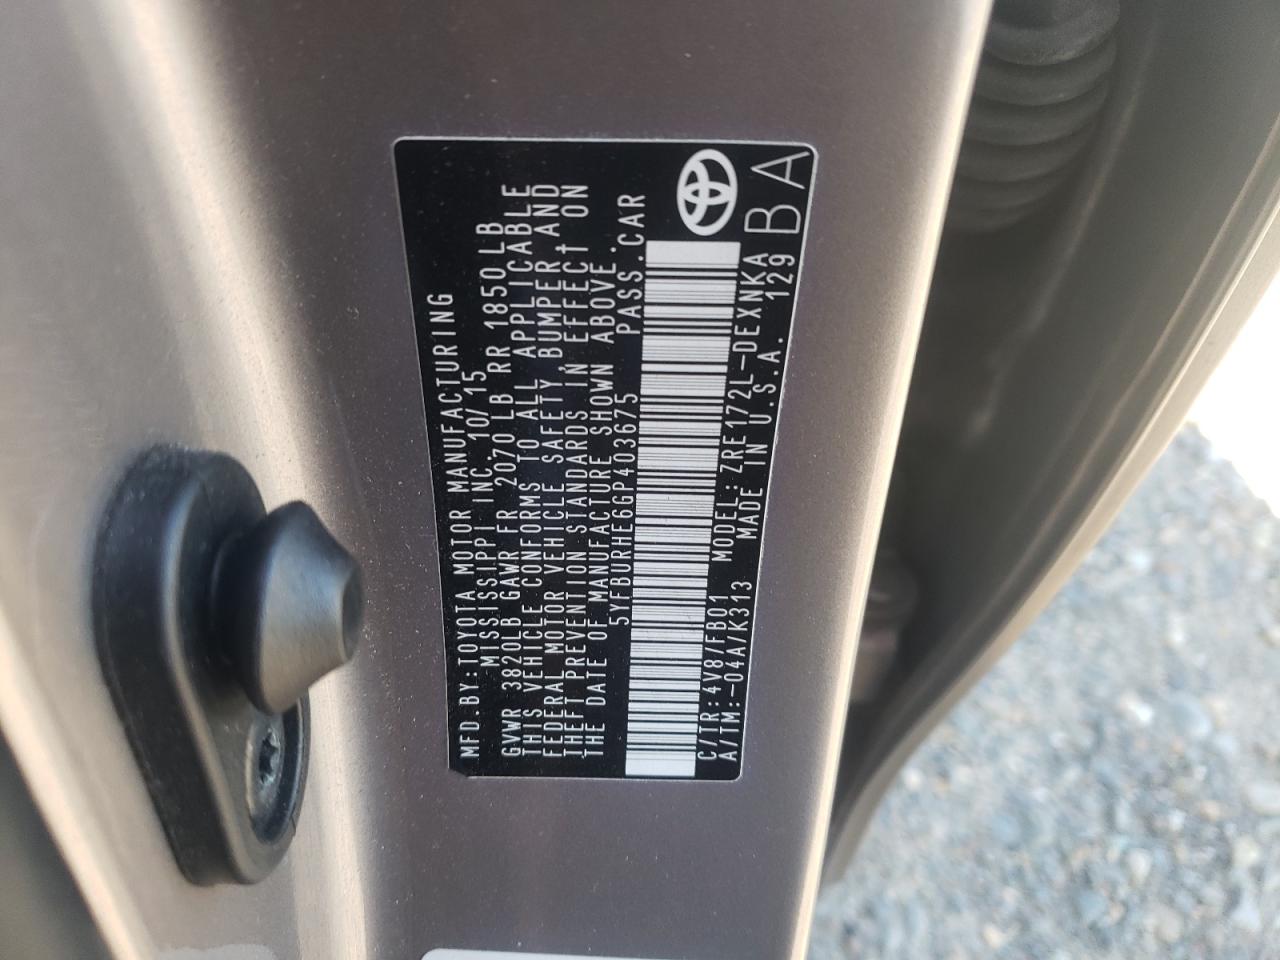 MFD.BY:TOYOTA MOTOR MANUFACTURING
MISSISSIPPI INC. 10/15
GVWR 3820LB GAWR FR 2070LB RR 1850LB
THIS VEHICLE CONFORMS TO ALL APPLICABLE
FEDERAL MOTOR VEHICLE SAFETY, BUMPER, AND
THEFT PREVENTION STANDARDS IN EFFECT ON
THE DATE OF MANUFACTURE SHOWN ABOVE.
5YFBURHE6GP403675 PASS.CAR
C/TR:4V8/FB01 MODEL:ZRE172L-DEXNKA
A/TM:-04A/K313 MADE IN U.S.A. 129
BA